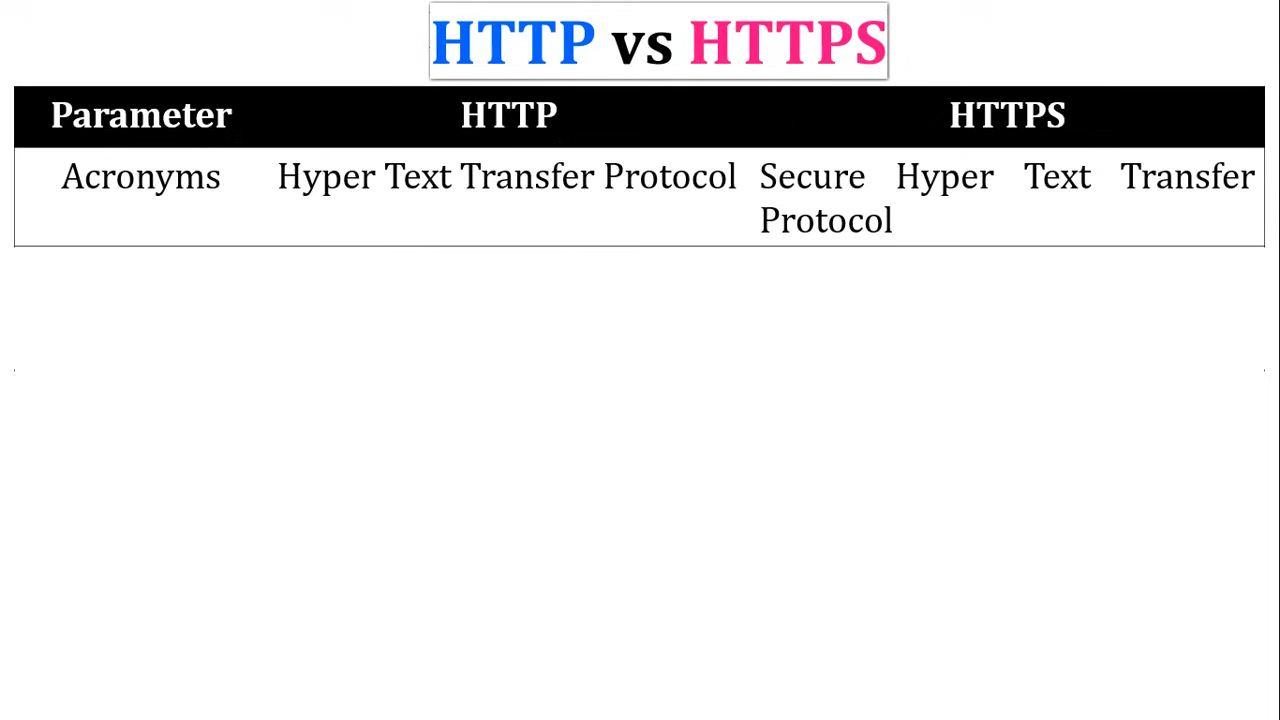 HTTP vs HTTPS
Parameter HTTP HTTPS
Acronyms Hyper Text Transfer Protocol Secure Hyper Text Transfer
Protocol